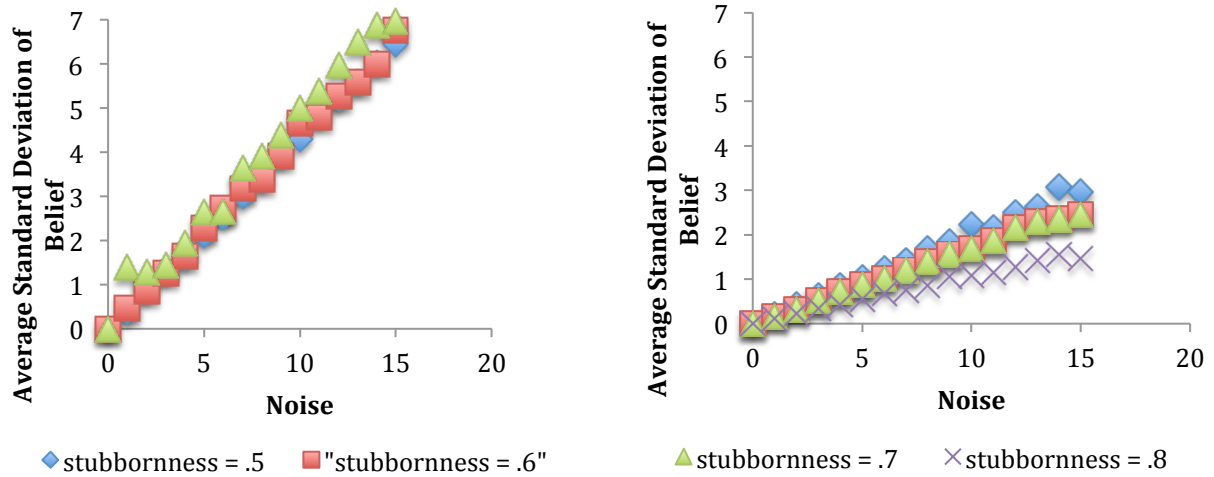 Average Standard Deviation of
Belief
7
6
5
4
3
2
1
0
0 5 10 15 20
Noise
Average Standard Deviation of
Belief
7
6
5
4
3
2
1
0
0 5 10 15 20
Noise
stubbornness = .5 "stubbornness = .6" stubbornness = .7 stubbornness = .8